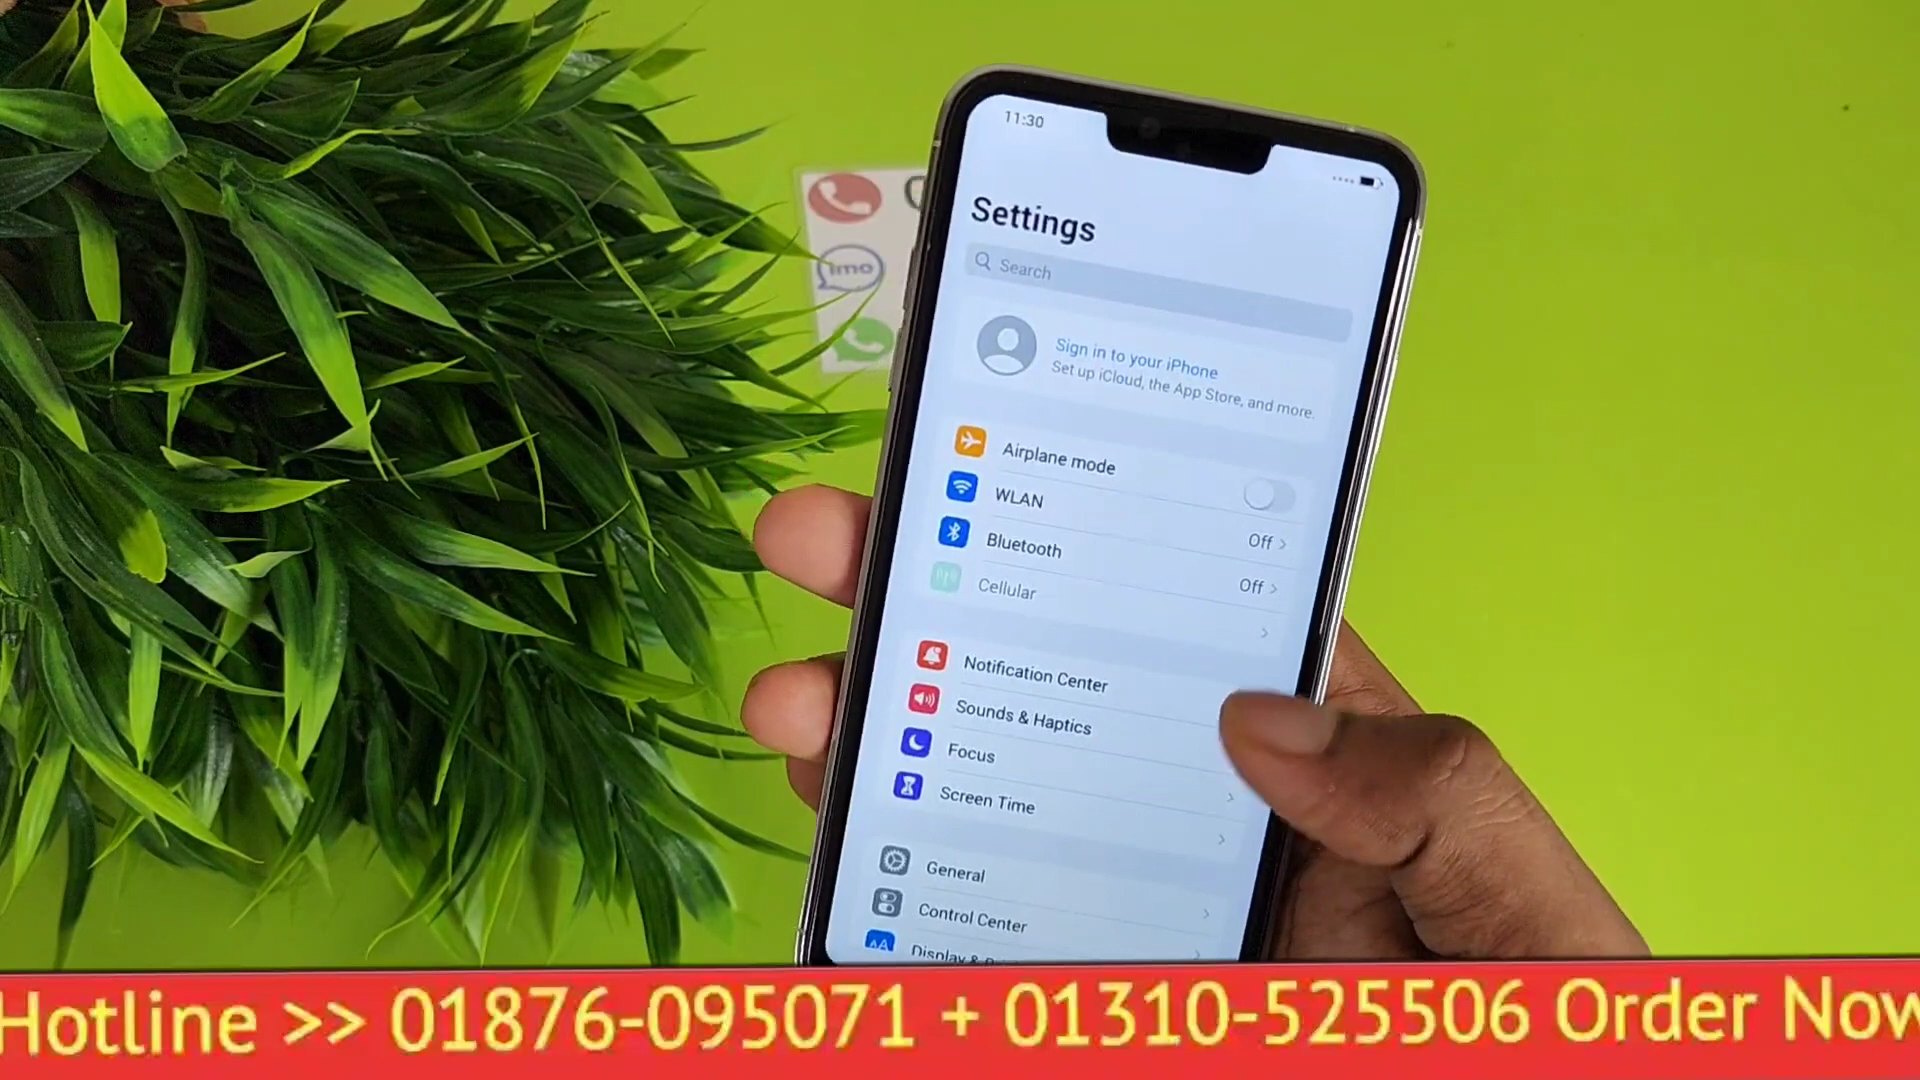 11:30
Settings
Search
Sign in to your iPhone
Set up iCloud, the App Store, and more.
Airplane mode
WLAN
Off
Bluetooth
Off
Cellular
Notification Center
Sounds & Haptics
Focus
Screen Time
General
Control Center
Display &
imo
Hotline >> 01876-095071 + 01310-525506 Order Now